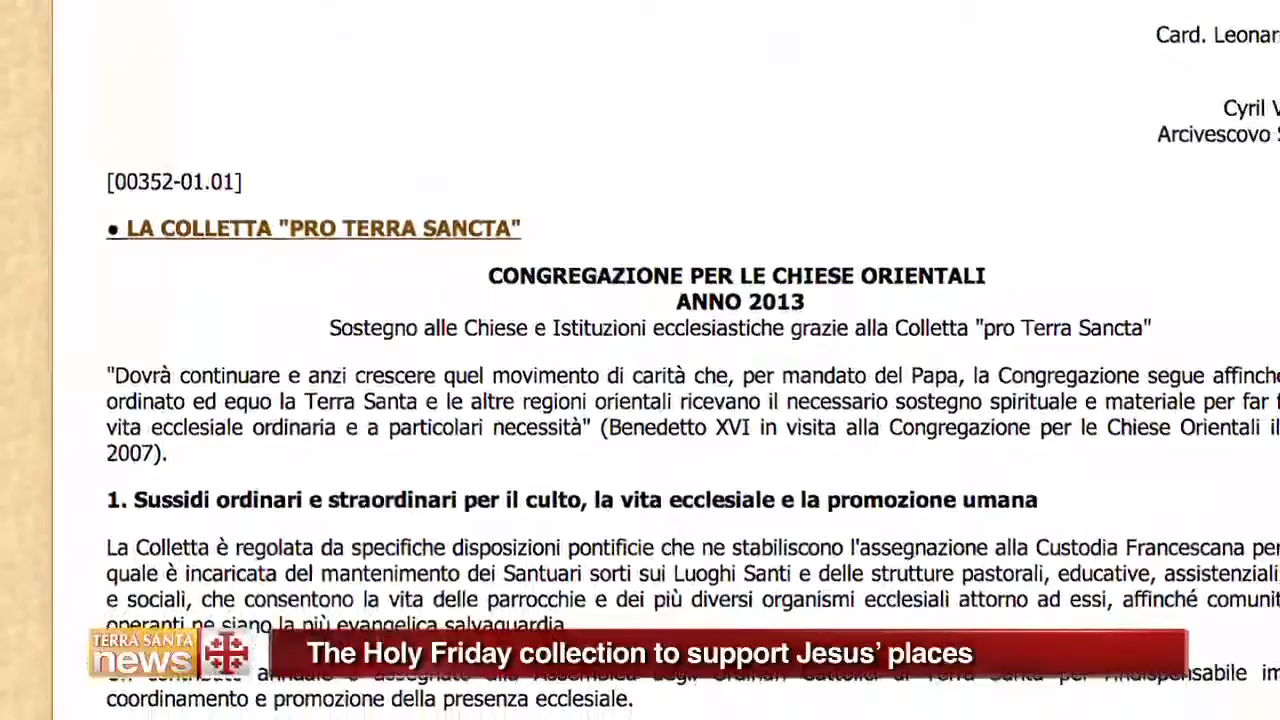 Card. Leonar
Cyril V
Arcivescovo S
[00352-01.01]
● LA COLLETTA "PRO TERRA SANCTA"
CONGREGAZIONE PER LE CHIESE ORIENTALI
ANNO 2013
Sostegno alle Chiese e Istituzioni ecclesiastiche grazie alla Colletta "pro Terra Sancta"
"Dovrà continuare e anzi crescere quel movimento di carità che, per mandato del Papa, la Congregazione segue affinché
ordinato ed equo la Terra Santa e le altre regioni orientali ricevano il necessario sostegno spirituale e materiale per far f
vita ecclesiale ordinaria e a particolari necessità" (Benedetto XVI in visita alla Congregazione per le Chiese Orientali il
2007).
1. Sussidi ordinari e straordinari per il culto, la vita ecclesiale e la promozione umana
La Colletta è regolata da specifiche disposizioni pontificie che ne stabiliscono l'assegnazione alla Custodia Francescana per
quale è incaricata del mantenimento dei Santuari sorti sui Luoghi Santi e delle strutture pastorali, educative, assistenziali
e sociali, che consentono la vita delle parrocchie e dei più diversi organismi ecclesiali attorno ad essi, affinché comunit
operanti ne siano la più evangelica salvaguardia.
TERRA SANTA
news
The Holy Friday collection to support Jesus' places
coordinamento e promozione della presenza ecclesiale.